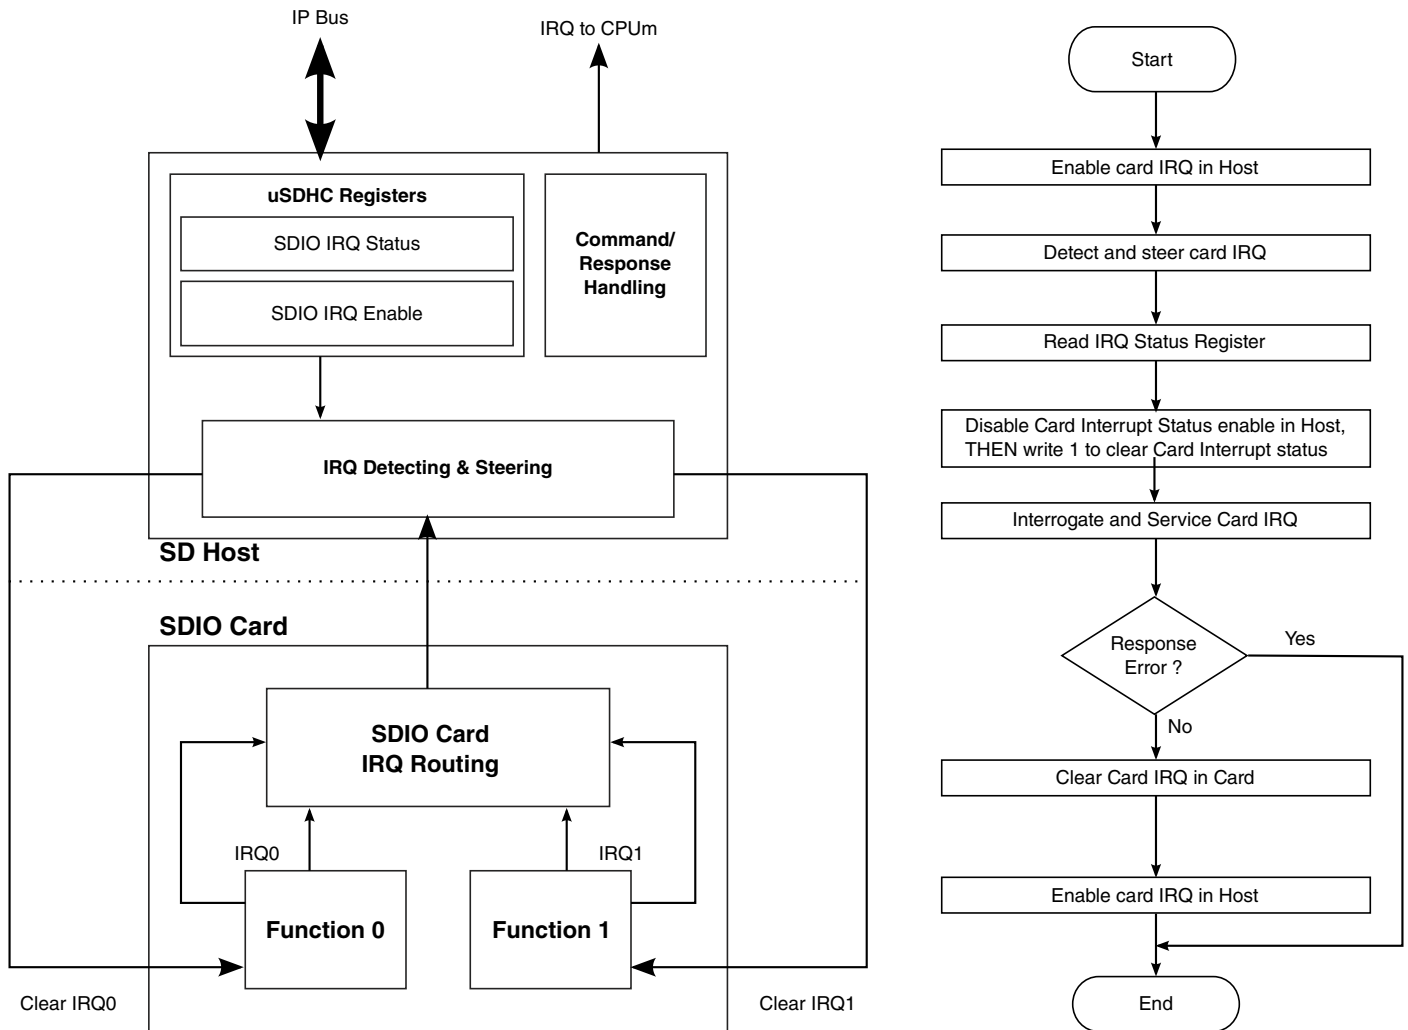 IP Bus
IRQ to CPUm
uSDHC Registers
SDIO IRQ Status
SDIO IRQ Enable
Command/
Response
Handling
IRQ Detecting & Steering
SD Host
SDIO Card
SDIO Card
IRQ Routing
IRQ0
IRQ1
Function 0
Function 1
Clear IRQ0
Clear IRQ1
Start
Enable card IRQ in Host
Detect and steer card IRQ
Read IRQ Status Register
Disable Card Interrupt Status enable in Host,
THEN write 1 to clear Card Interrupt status
Interrogate and Service Card IRQ
Response
Error ?
Yes
No
Clear Card IRQ in Card
Enable card IRQ in Host
End